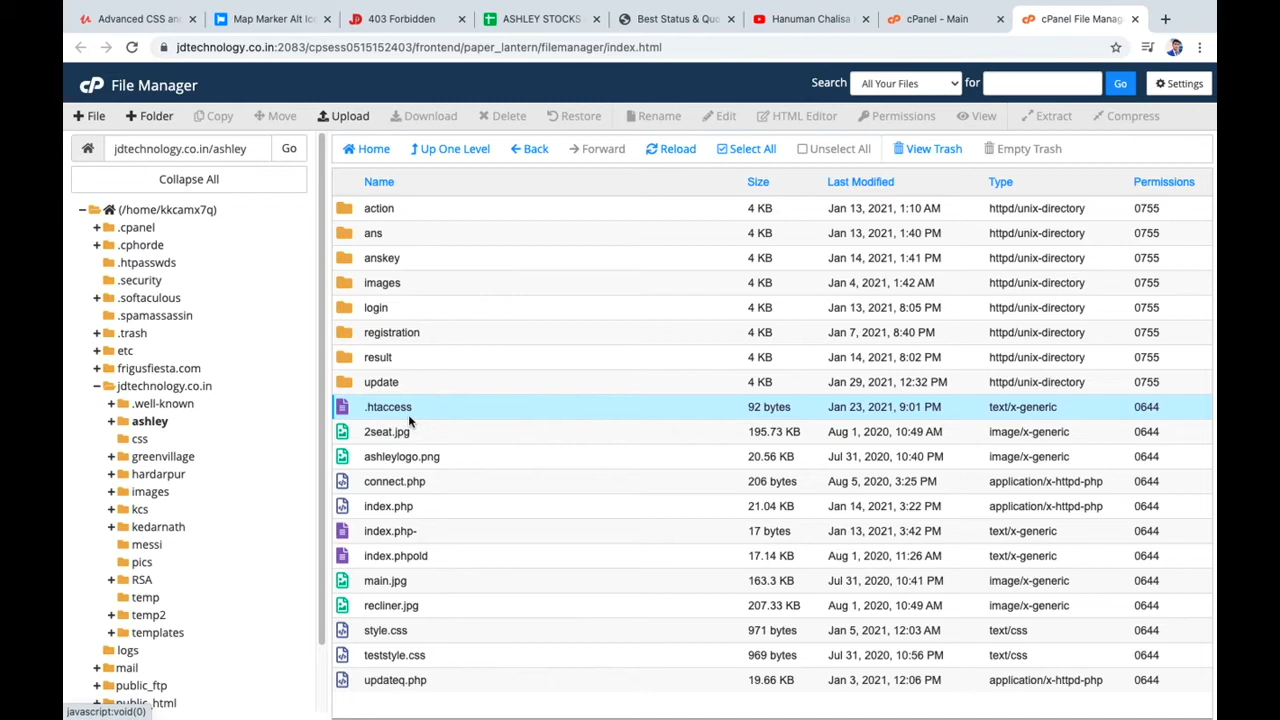 Advanced CSS an
Map Marker Alt Ic
403 Forbidden
ASHLEY STOCKS
Best Status & Quo
Hanuman Chalisa
cPanel - Main
cPanel File Manag
jdtechnology.co.in:2083/cpsess0515152403/frontend/paper_lantern/filemanager/index.html
cP File Manager
Search All Your Files for Go Settings
File Folder Copy Move Upload Download Delete Restore Rename Edit HTML Editor Permissions View Extract Compress
jdtechnology.co.in/ashley Go
Home Up One Level Back Forward Reload Select All Unselect All View Trash Empty Trash
Collapse All
(/home/kkcamx7q)
.cpanel
.cphorde
.htpasswds
.security
.softaculous
.spamassassin
.trash
etc
frigusfiesta.com
jdtechnology.co.in
.well-known
ashley
css
greenvillage
hardarpur
images
kcs
kedarnath
messi
pics
RSA
temp
temp2
templates
logs
mail
public_ftp
public_html
Name Size Last Modified Type Permissions
action 4 KB Jan 13, 2021, 1:10 AM httpd/unix-directory 0755
ans 4 KB Jan 13, 2021, 1:40 PM httpd/unix-directory 0755
anskey 4 KB Jan 14, 2021, 1:41 PM httpd/unix-directory 0755
images 4 KB Jan 4, 2021, 1:42 AM httpd/unix-directory 0755
login 4 KB Jan 13, 2021, 8:05 PM httpd/unix-directory 0755
registration 4 KB Jan 7, 2021, 8:40 PM httpd/unix-directory 0755
result 4 KB Jan 14, 2021, 8:02 PM httpd/unix-directory 0755
update 4 KB Jan 29, 2021, 12:32 PM httpd/unix-directory 0755
.htaccess 92 bytes Jan 23, 2021, 9:01 PM text/x-generic 0644
2seat.jpg 195.73 KB Aug 1, 2020, 10:49 AM image/x-generic 0644
ashleylogo.png 20.56 KB Jul 31, 2020, 10:40 PM image/x-generic 0644
connect.php 206 bytes Aug 5, 2020, 3:25 PM application/x-httpd-php 0644
index.php 21.04 KB Jan 14, 2021, 3:22 PM application/x-httpd-php 0644
index.php- 17 bytes Jan 13, 2021, 3:42 PM text/x-generic 0644
index.phpold 17.14 KB Aug 1, 2020, 11:26 AM text/x-generic 0644
main.jpg 163.3 KB Jul 31, 2020, 10:41 PM image/x-generic 0644
recliner.jpg 207.33 KB Aug 1, 2020, 10:49 AM image/x-generic 0644
style.css 971 bytes Jan 5, 2021, 12:03 AM text/css 0644
teststyle.css 969 bytes Jul 31, 2020, 10:56 PM text/css 0644
updateq.php 19.66 KB Jan 3, 2021, 12:06 PM application/x-httpd-php 0644
javascript:void(0)